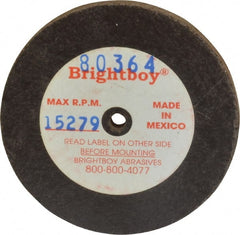 80364
Brightboy®
MAX R.P.M.
15279
MADE IN
MEXICO
READ LABEL ON OTHER SIDE
BEFORE MOUNTING
BRIGHTBOY ABRASIVES
800-800-4077